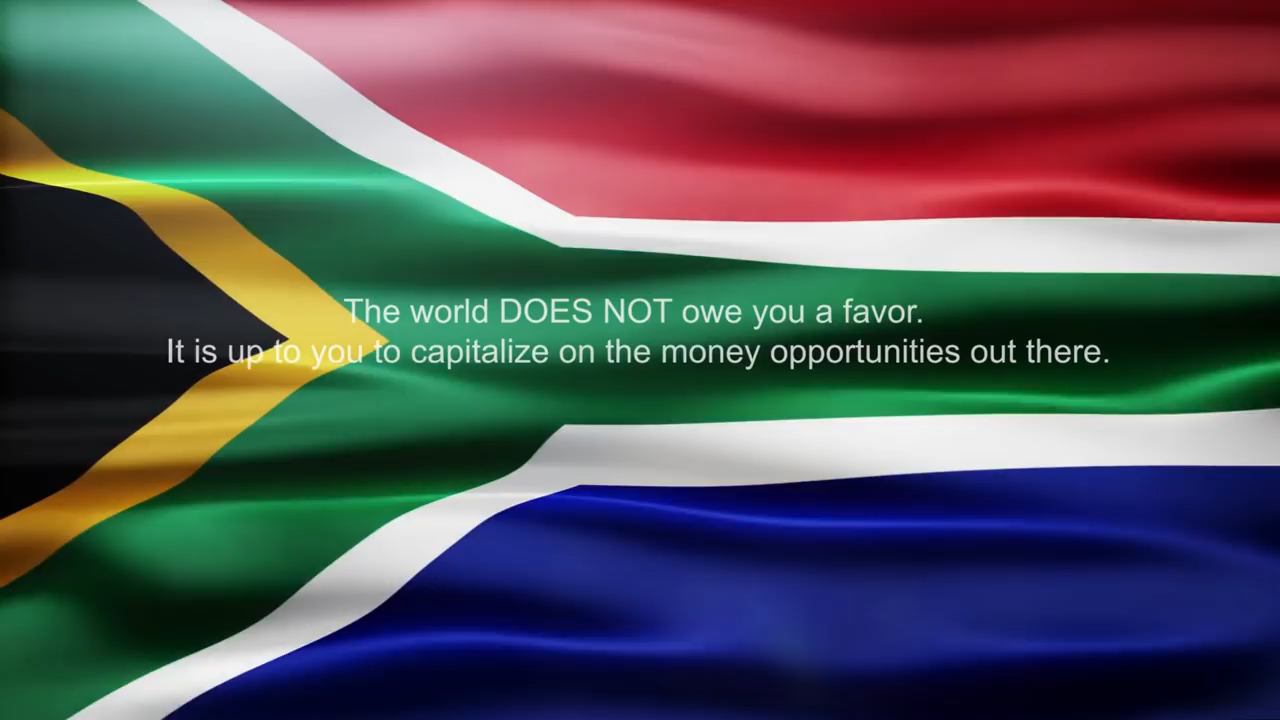 The world DOES NOT owe you a favor.
It is up to you to capitalize on the money opportunities out there.